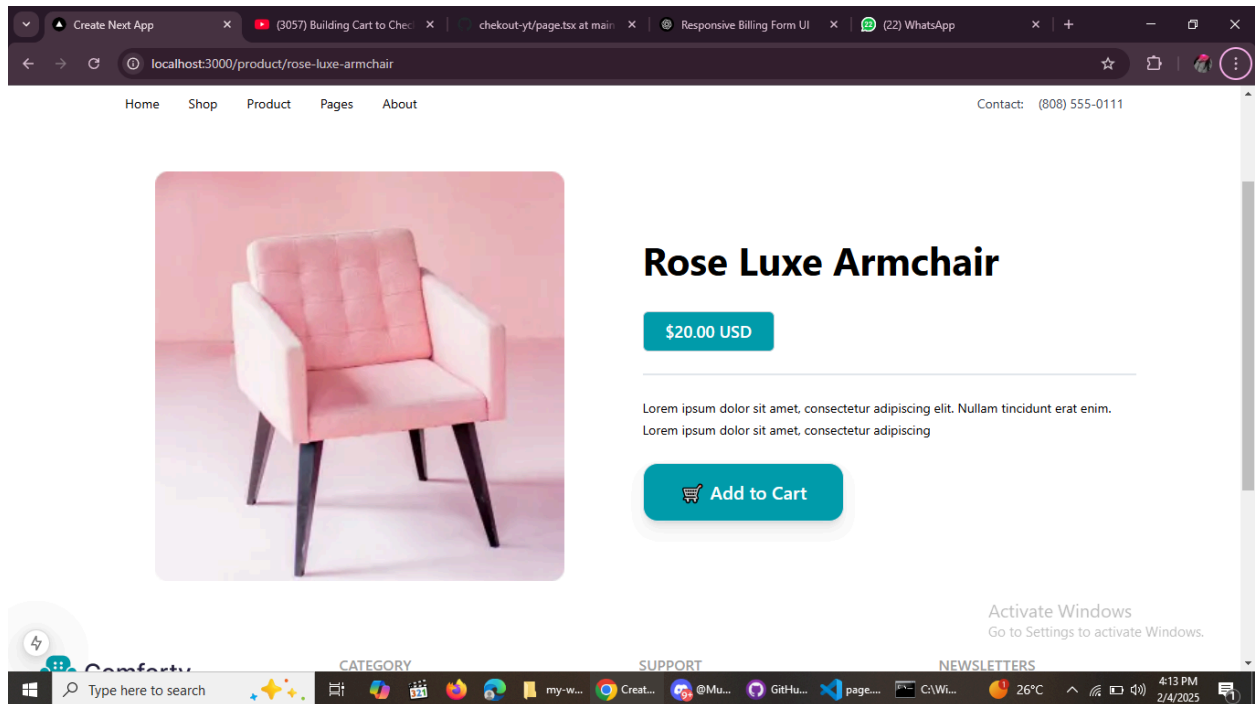 Create Next App
(3057) Building Cart to Chec
chekout-yt/page.tsx at main
Responsive Billing Form UI
(22) WhatsApp
localhost:3000/product/rose-luxe-armchair
Home Shop Product Pages About Contact: (808) 555-0111
Rose Luxe Armchair
$20.00 USD
Lorem ipsum dolor sit amet, consectetur adipiscing elit. Nullam tincidunt erat enim.
Lorem ipsum dolor sit amet, consectetur adipiscing
Add to Cart
Activate Windows
Go to Settings to activate Windows.
Comforty CATEGORY SUPPORT NEWSLETTERS
Type here to search my-w... Creat... @Mu... GitHu... page.... C:\Wi... 26°C 4:13 PM
2/4/2025